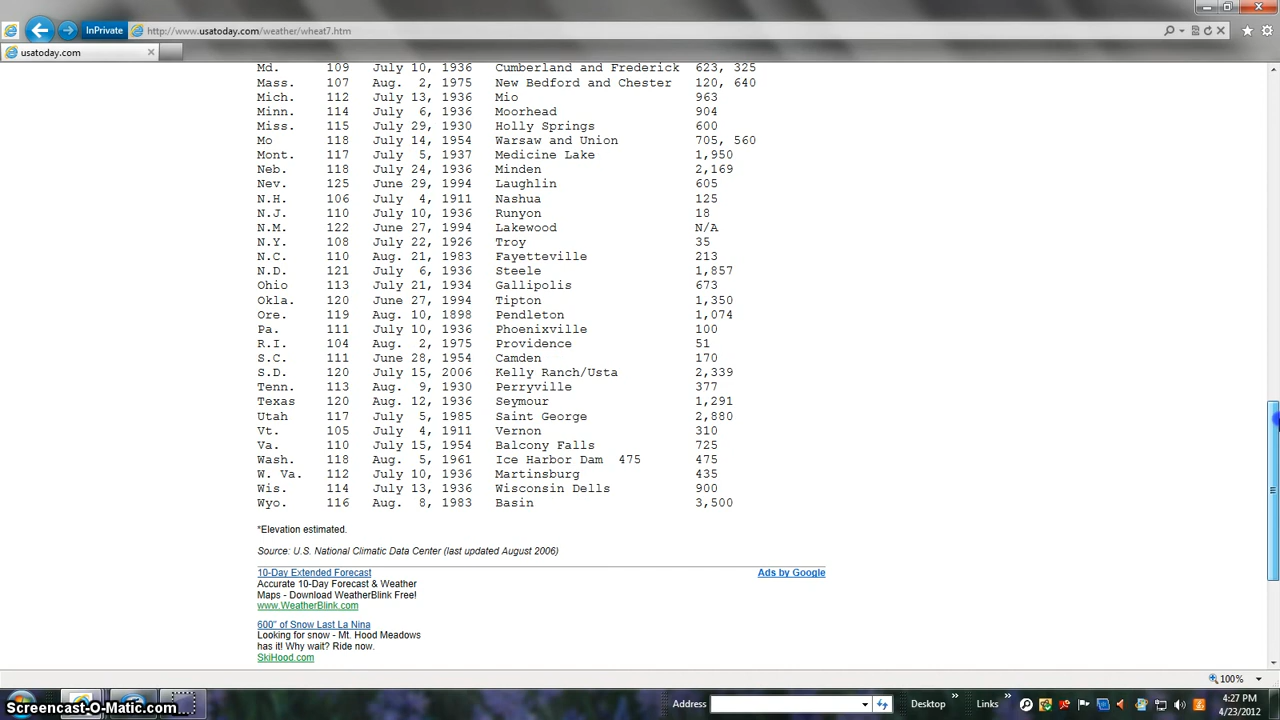 InPrivate
http://www.usatoday.com/weather/wheat7.htm
usatoday.com
Md. 109 July 10, 1936 Cumberland and Frederick 623, 325
Mass. 107 Aug. 2, 1975 New Bedford and Chester 120, 640
Mich. 112 July 13, 1936 Mio 963
Minn. 114 July 6, 1936 Moorhead 904
Miss. 115 July 29, 1930 Holly Springs 600
Mo 118 July 14, 1954 Warsaw and Union 705, 560
Mont. 117 July 5, 1937 Medicine Lake 1,950
Neb. 118 July 24, 1936 Minden 2,169
Nev. 125 June 29, 1994 Laughlin 605
N.H. 106 July 4, 1911 Nashua 125
N.J. 110 July 10, 1936 Runyon 18
N.M. 122 June 27, 1994 Lakewood N/A
N.Y. 108 July 22, 1926 Troy 35
N.C. 110 Aug. 21, 1983 Fayetteville 213
N.D. 121 July 6, 1936 Steele 1,857
Ohio 113 July 21, 1934 Gallipolis 673
Okla. 120 June 27, 1994 Tipton 1,350
Ore. 119 Aug. 10, 1898 Pendleton 1,074
Pa. 111 July 10, 1936 Phoenixville 100
R.I. 104 Aug. 2, 1975 Providence 51
S.C. 111 June 28, 1954 Camden 170
S.D. 120 July 15, 2006 Kelly Ranch/Usta 2,339
Tenn. 113 Aug. 9, 1930 Perryville 377
Texas 120 Aug. 12, 1936 Seymour 1,291
Utah 117 July 5, 1985 Saint George 2,880
Vt. 105 July 4, 1911 Vernon 310
Va. 110 July 15, 1954 Balcony Falls 725
Wash. 118 Aug. 5, 1961 Ice Harbor Dam 475 475
W. Va. 112 July 10, 1936 Martinsburg 435
Wis. 114 July 13, 1936 Wisconsin Dells 900
Wyo. 116 Aug. 8, 1983 Basin 3,500
*Elevation estimated.
Source: U.S. National Climatic Data Center (last updated August 2006)
10-Day Extended Forecast Ads by Google
Accurate 10-Day Forecast & Weather
Maps - Download WeatherBlink Free!
www.WeatherBlink.com
600" of Snow Last La Nina
Looking for snow - Mt. Hood Meadows
has it! Why wait? Ride now.
SkiHood.com
100%
Screencast-O-Matic.com
Address Desktop Links 4:27 PM
4/23/2012